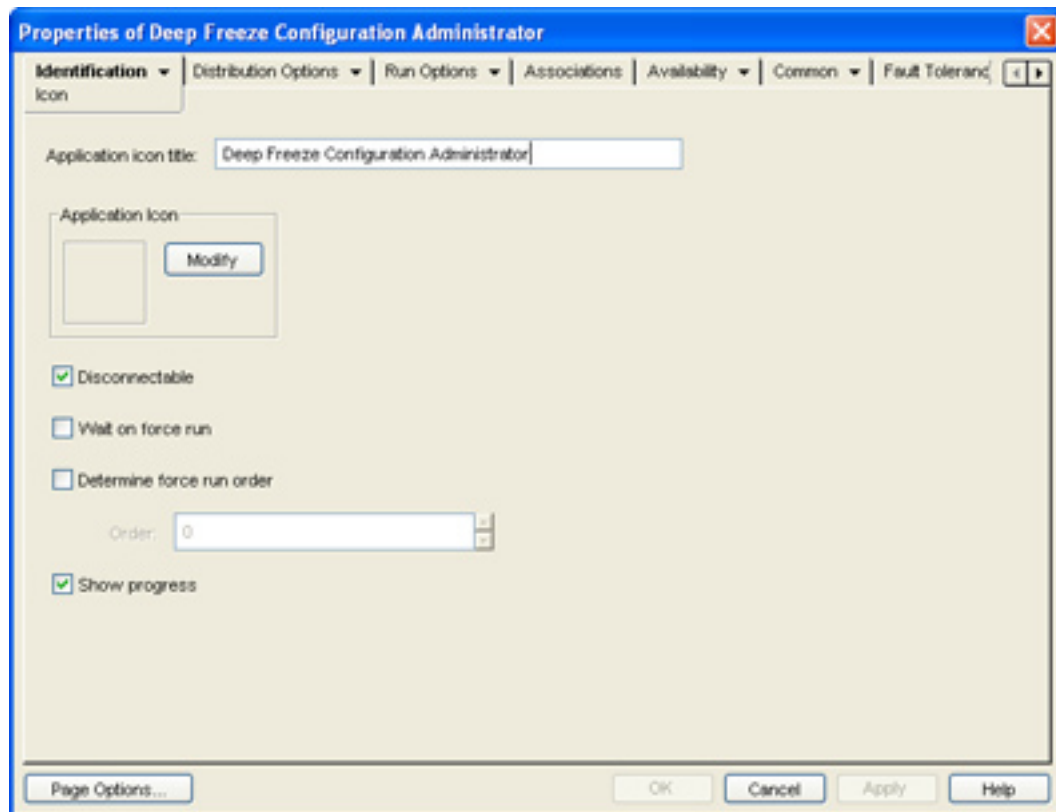 Properties of Deep Freeze Configuration Administrator
Identification Distribution Options Run Options Associations Availability Common Fault Toleranc
Icon
Application icon title: Deep Freeze Configuration Administrator
Application Icon
Modify
Disconnectable
Wait on force run
Determine force run order
Order: 0
Show progress
Page Options... OK Cancel Apply Help